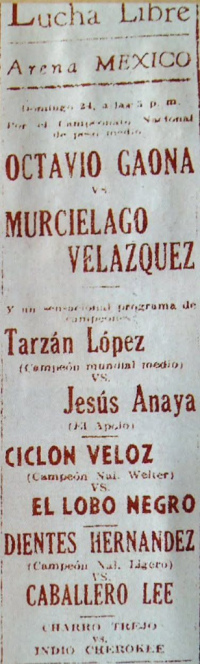 Lucha Libre
Arena MEXICO
Domingo 24, a las 5 p. m.
Por el Campeonato Nacional
de peso medio
OCTAVIO GAONA
VS.
MURCIELAGO
VELAZQUEZ
y un sensacional programa de
campeones:
Tarzán López
(Campeón mundial medio)
VS.
Jesús Anaya
(El Apolo)
CICLON VELOZ
(Campeón Nal. Welter)
VS.
EL LOBO NEGRO
DIENTES HERNANDEZ
(Campeón Nal. Ligero)
VS.
CABALLERO LEE
CHARRO TREJO
vs.
INDIO CHEROKEE